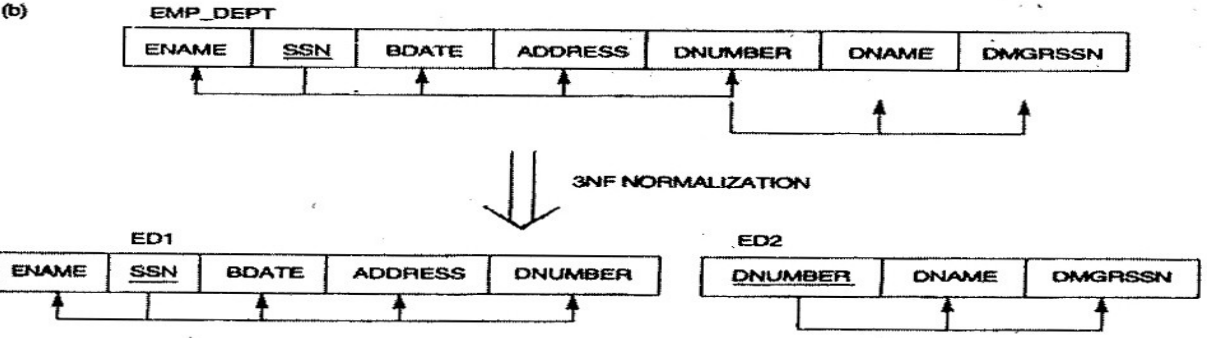 (b)
EMP_DEPT
ENAME SSN BDATE ADDRESS DNUMBER DNAME DMGRSSN
3NF NORMALIZATION
ED1
ENAME SSN BDATE ADDRESS DNUMBER
ED2
DNUMBER DNAME DMGRSSN